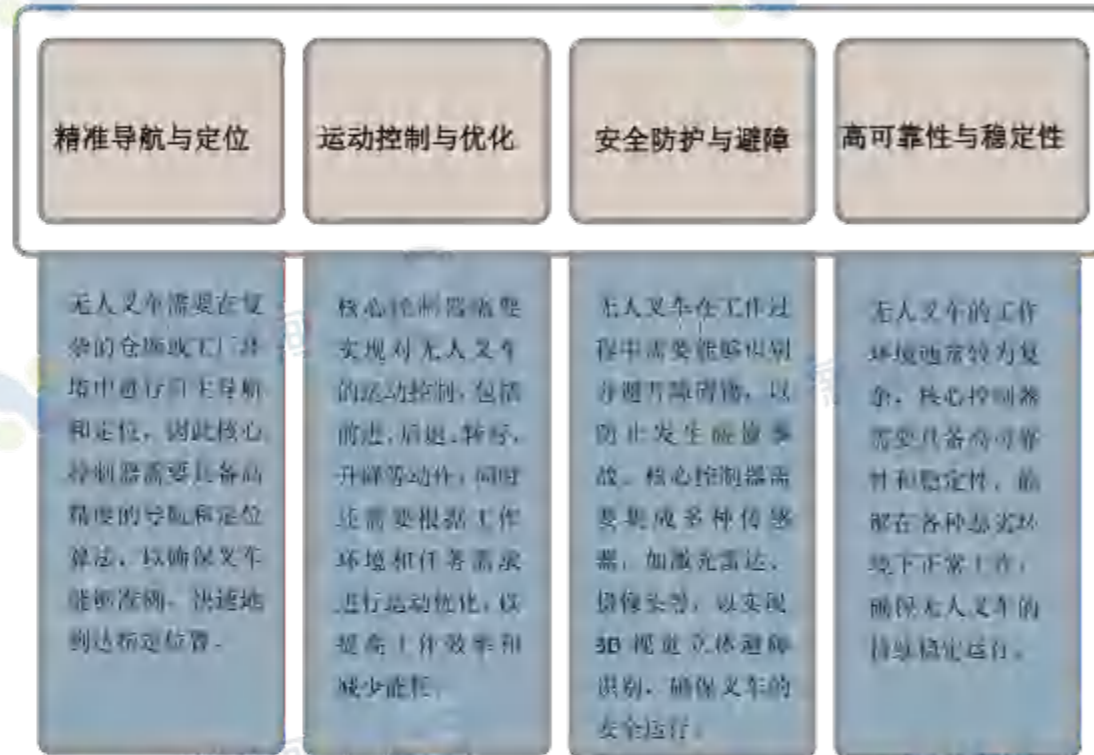 精准导航与定位
运动控制与优化
安全防护与避障
高可靠性与稳定性
无人叉车需要在复
杂的仓库或工厂环
境中进行自主导航
和定位，因此核心
控制器需要具备高
精度的导航和定位
算法，以确保叉车
能够准确、快速地
到达指定位置。
核心控制器需要
实现对无人叉车
的运动控制，包括
前进、后退、转弯、
升降等动作，同时
还需要根据工作
环境和任务需求
进行运动优化，以
提高工作效率和
减少能耗。
无人叉车在工作过
程中需要能够识别
并避开障碍物，以
防止发生碰撞事
故。核心控制器需
要集成多种传感
器，如激光雷达、
摄像头等，以实现
3D 视觉立体避障
识别，确保叉车的
安全运行。
无人叉车的工作
环境通常较为复
杂，核心控制器
需要具备高可靠
性和稳定性，能
够在各种恶劣环
境下正常工作，
确保无人叉车的
持续稳定运行。